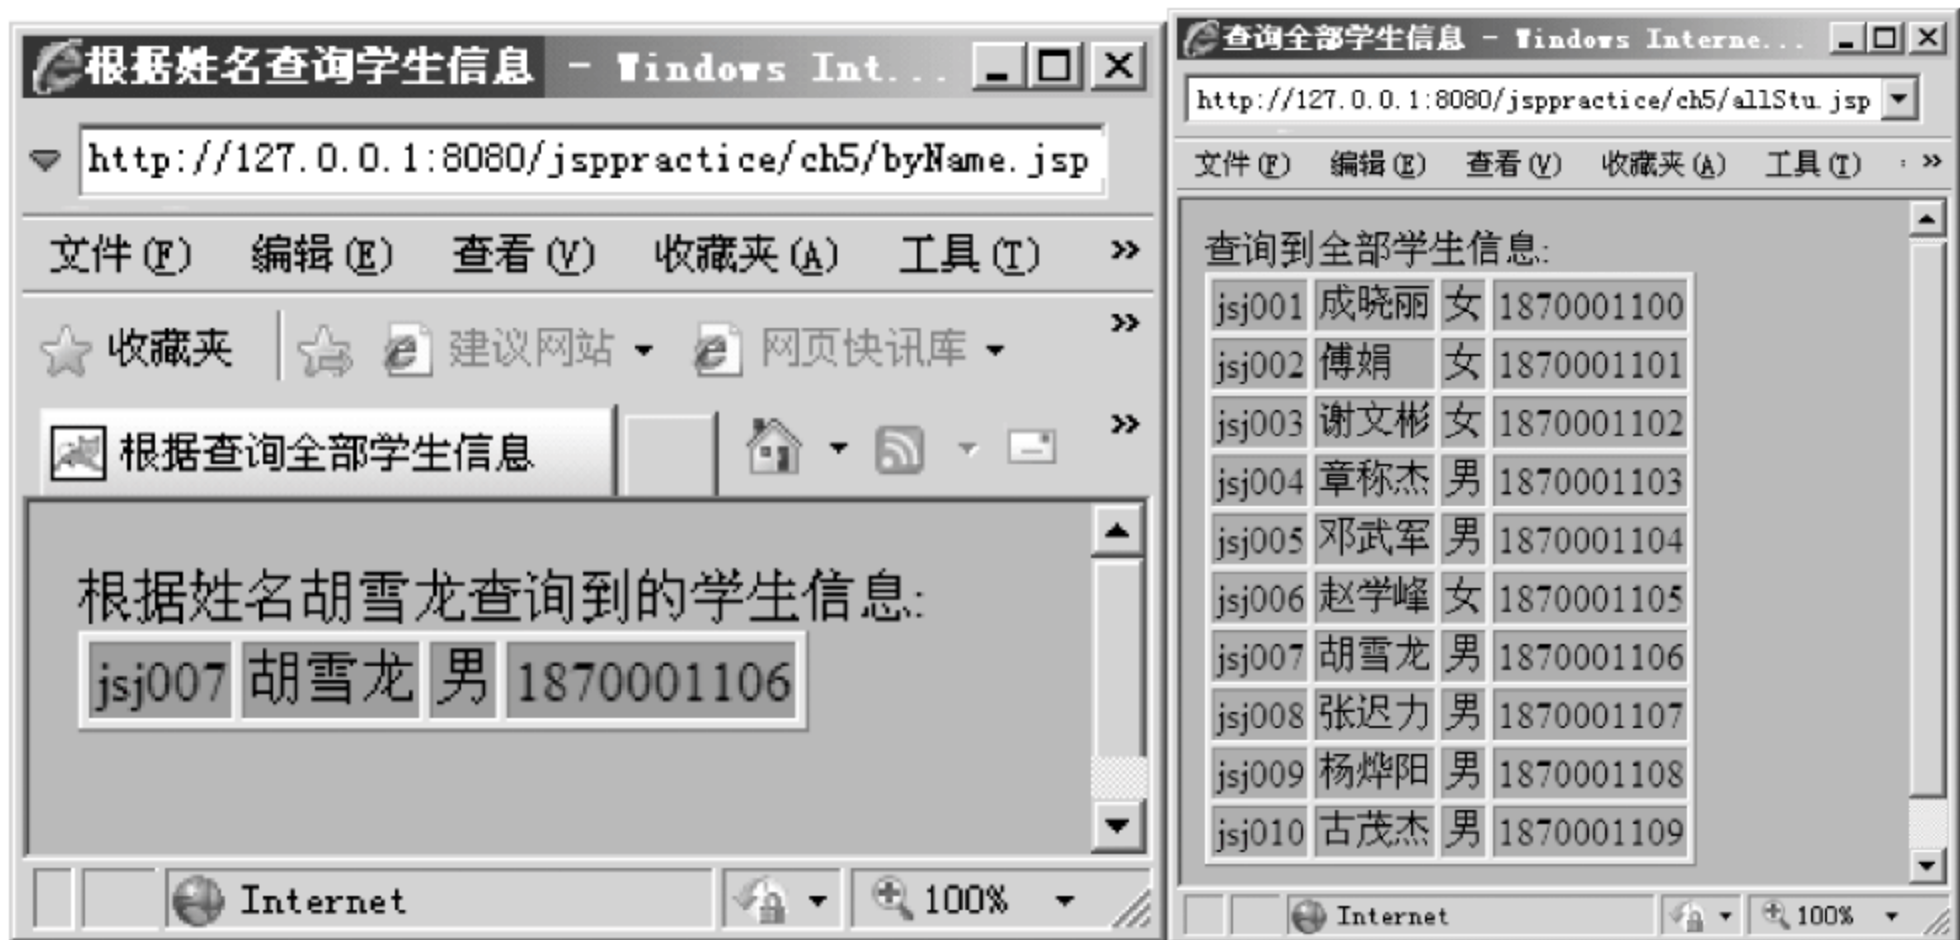 根据姓名查询学生信息 - Windows Int...
http://127.0.0.1:8080/jsppractice/ch5/byName.jsp
文件(F) 编辑(E) 查看(V) 收藏夹(A) 工具(T) »
收藏夹 建议网站 网页快讯库 »
根据查询全部学生信息 »
根据姓名胡雪龙查询到的学生信息:
jsj007 胡雪龙 男 1870001106
Internet 100%
查询全部学生信息 - Windows Interne...
http://127.0.0.1:8080/jsppractice/ch5/allStu.jsp
文件(F) 编辑(E) 查看(V) 收藏夹(A) 工具(T) »
查询到全部学生信息:
jsj001 成晓丽 女 1870001100
jsj002 傅娟 女 1870001101
jsj003 谢文彬 女 1870001102
jsj004 章称杰 男 1870001103
jsj005 邓武军 男 1870001104
jsj006 赵学峰 女 1870001105
jsj007 胡雪龙 男 1870001106
jsj008 张迟力 男 1870001107
jsj009 杨烨阳 男 1870001108
jsj010 古茂杰 男 1870001109
Internet 100%